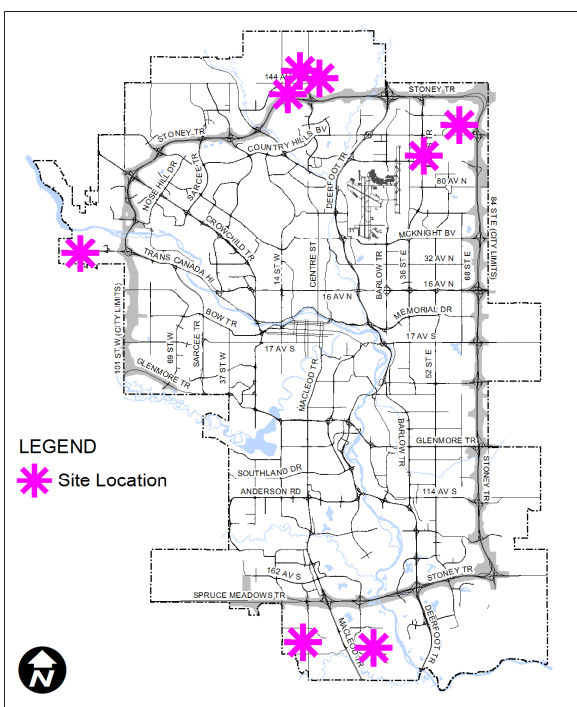 144 AV N
STONEY TR
STONEY TR
COUNTRY HILLS BV
NOSE HILL DR
SARCEE TR
DEERFOOT TR
80 AV N
84 ST E (CITY LIMITS)
CROWCHILD TR
MCKNIGHT BV
TRANS CANADA HI
14 ST W
CENTRE ST
BARLOW TR
36 ST E
32 AV N
68 ST E
16 AV N
16 AV N
101 ST W (CITY LIMITS)
BOW TR
MEMORIAL DR
69 ST W
SARCEE TR
37 ST W
17 AV S
17 AV S
GLENMORE TR
MACLEOD TR
52 ST E
BARLOW TR
GLENMORE TR
LEGEND
Site Location
SOUTHLAND DR
ANDERSON RD
114 AV S
STONEY TR
162 AV S
STONEY TR
SPRUCE MEADOWS TR
MACLEOD TR
DEERFOOT TR
N